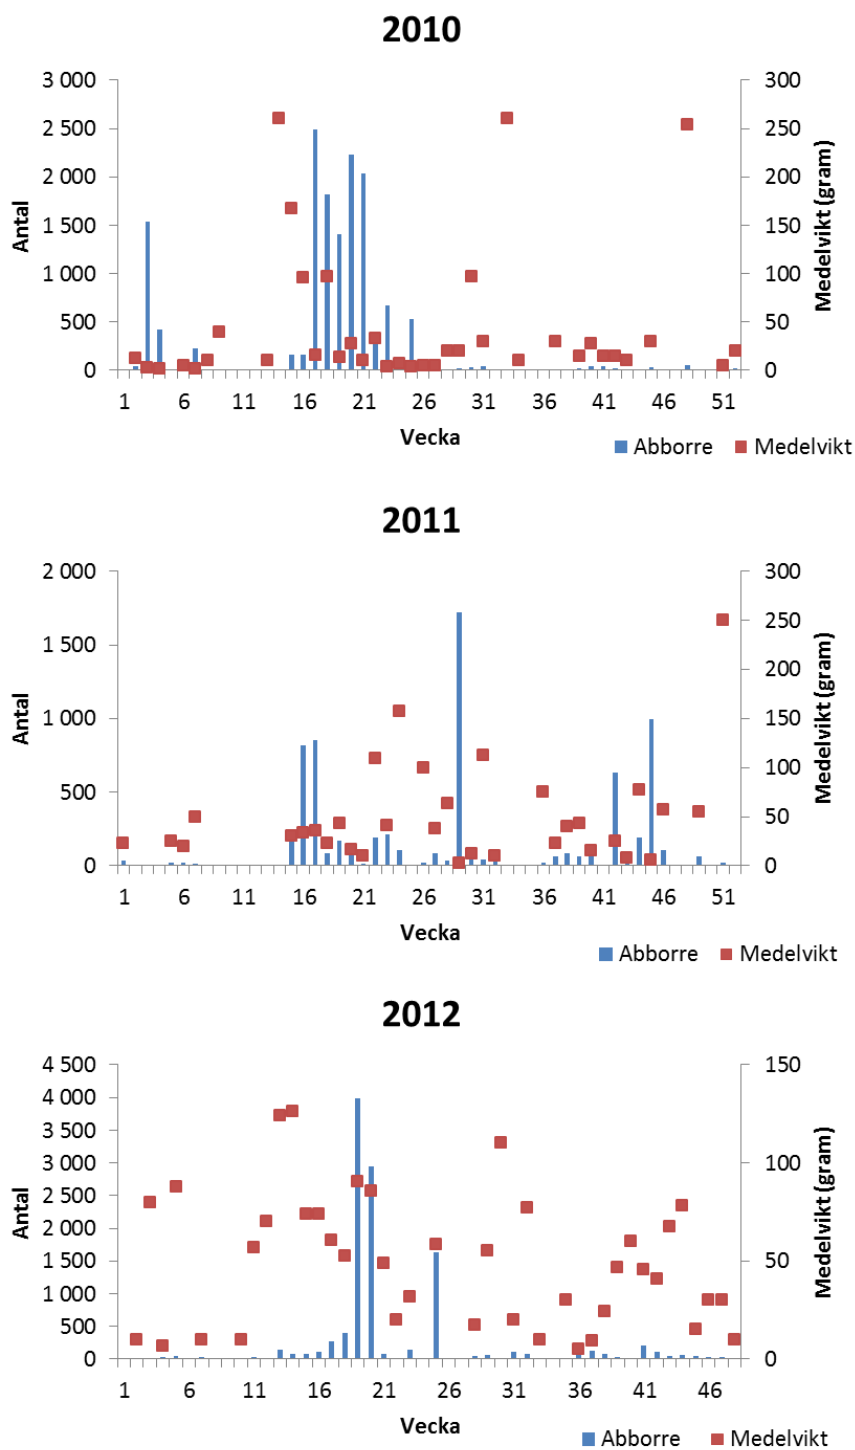 2010
3 000
2 500
2 000
1 500
1 000
500
0
Antal
300
250
200
150
100
50
0
Medelvikt (gram)
1 6 11 16 21 26 31 36 41 46 51
Vecka
Abborre Medelvikt
2011
2 000
1 500
1 000
500
0
Antal
300
250
200
150
100
50
0
Medelvikt (gram)
1 6 11 16 21 26 31 36 41 46 51
Vecka
Abborre Medelvikt
2012
4 500
4 000
3 500
3 000
2 500
2 000
1 500
1 000
500
0
Antal
150
100
50
0
Medelvikt (gram)
1 6 11 16 21 26 31 36 41 46
Vecka
Abborre Medelvikt